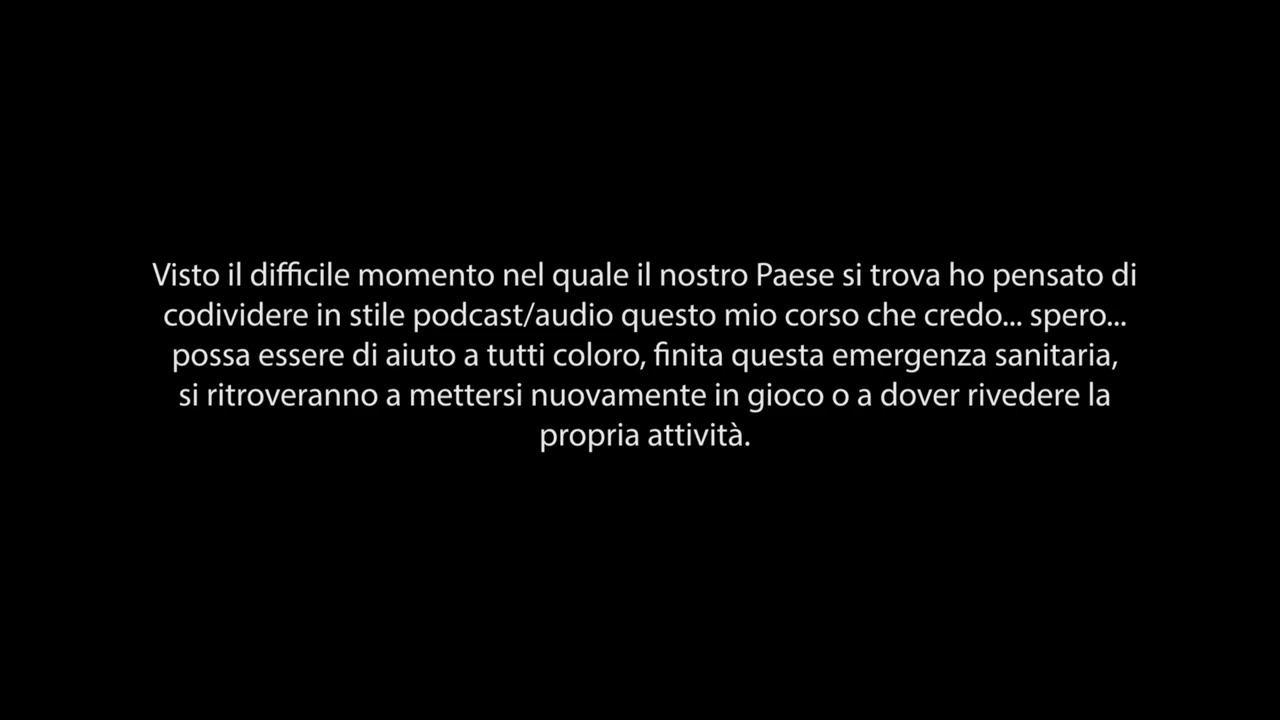 Visto il difficile momento nel quale il nostro Paese si trova ho pensato di
codividere in stile podcast/audio questo mio corso che credo... spero...
possa essere di aiuto a tutti coloro, finita questa emergenza sanitaria,
si ritroveranno a mettersi nuovamente in gioco o a dover rivedere la
propria attività.